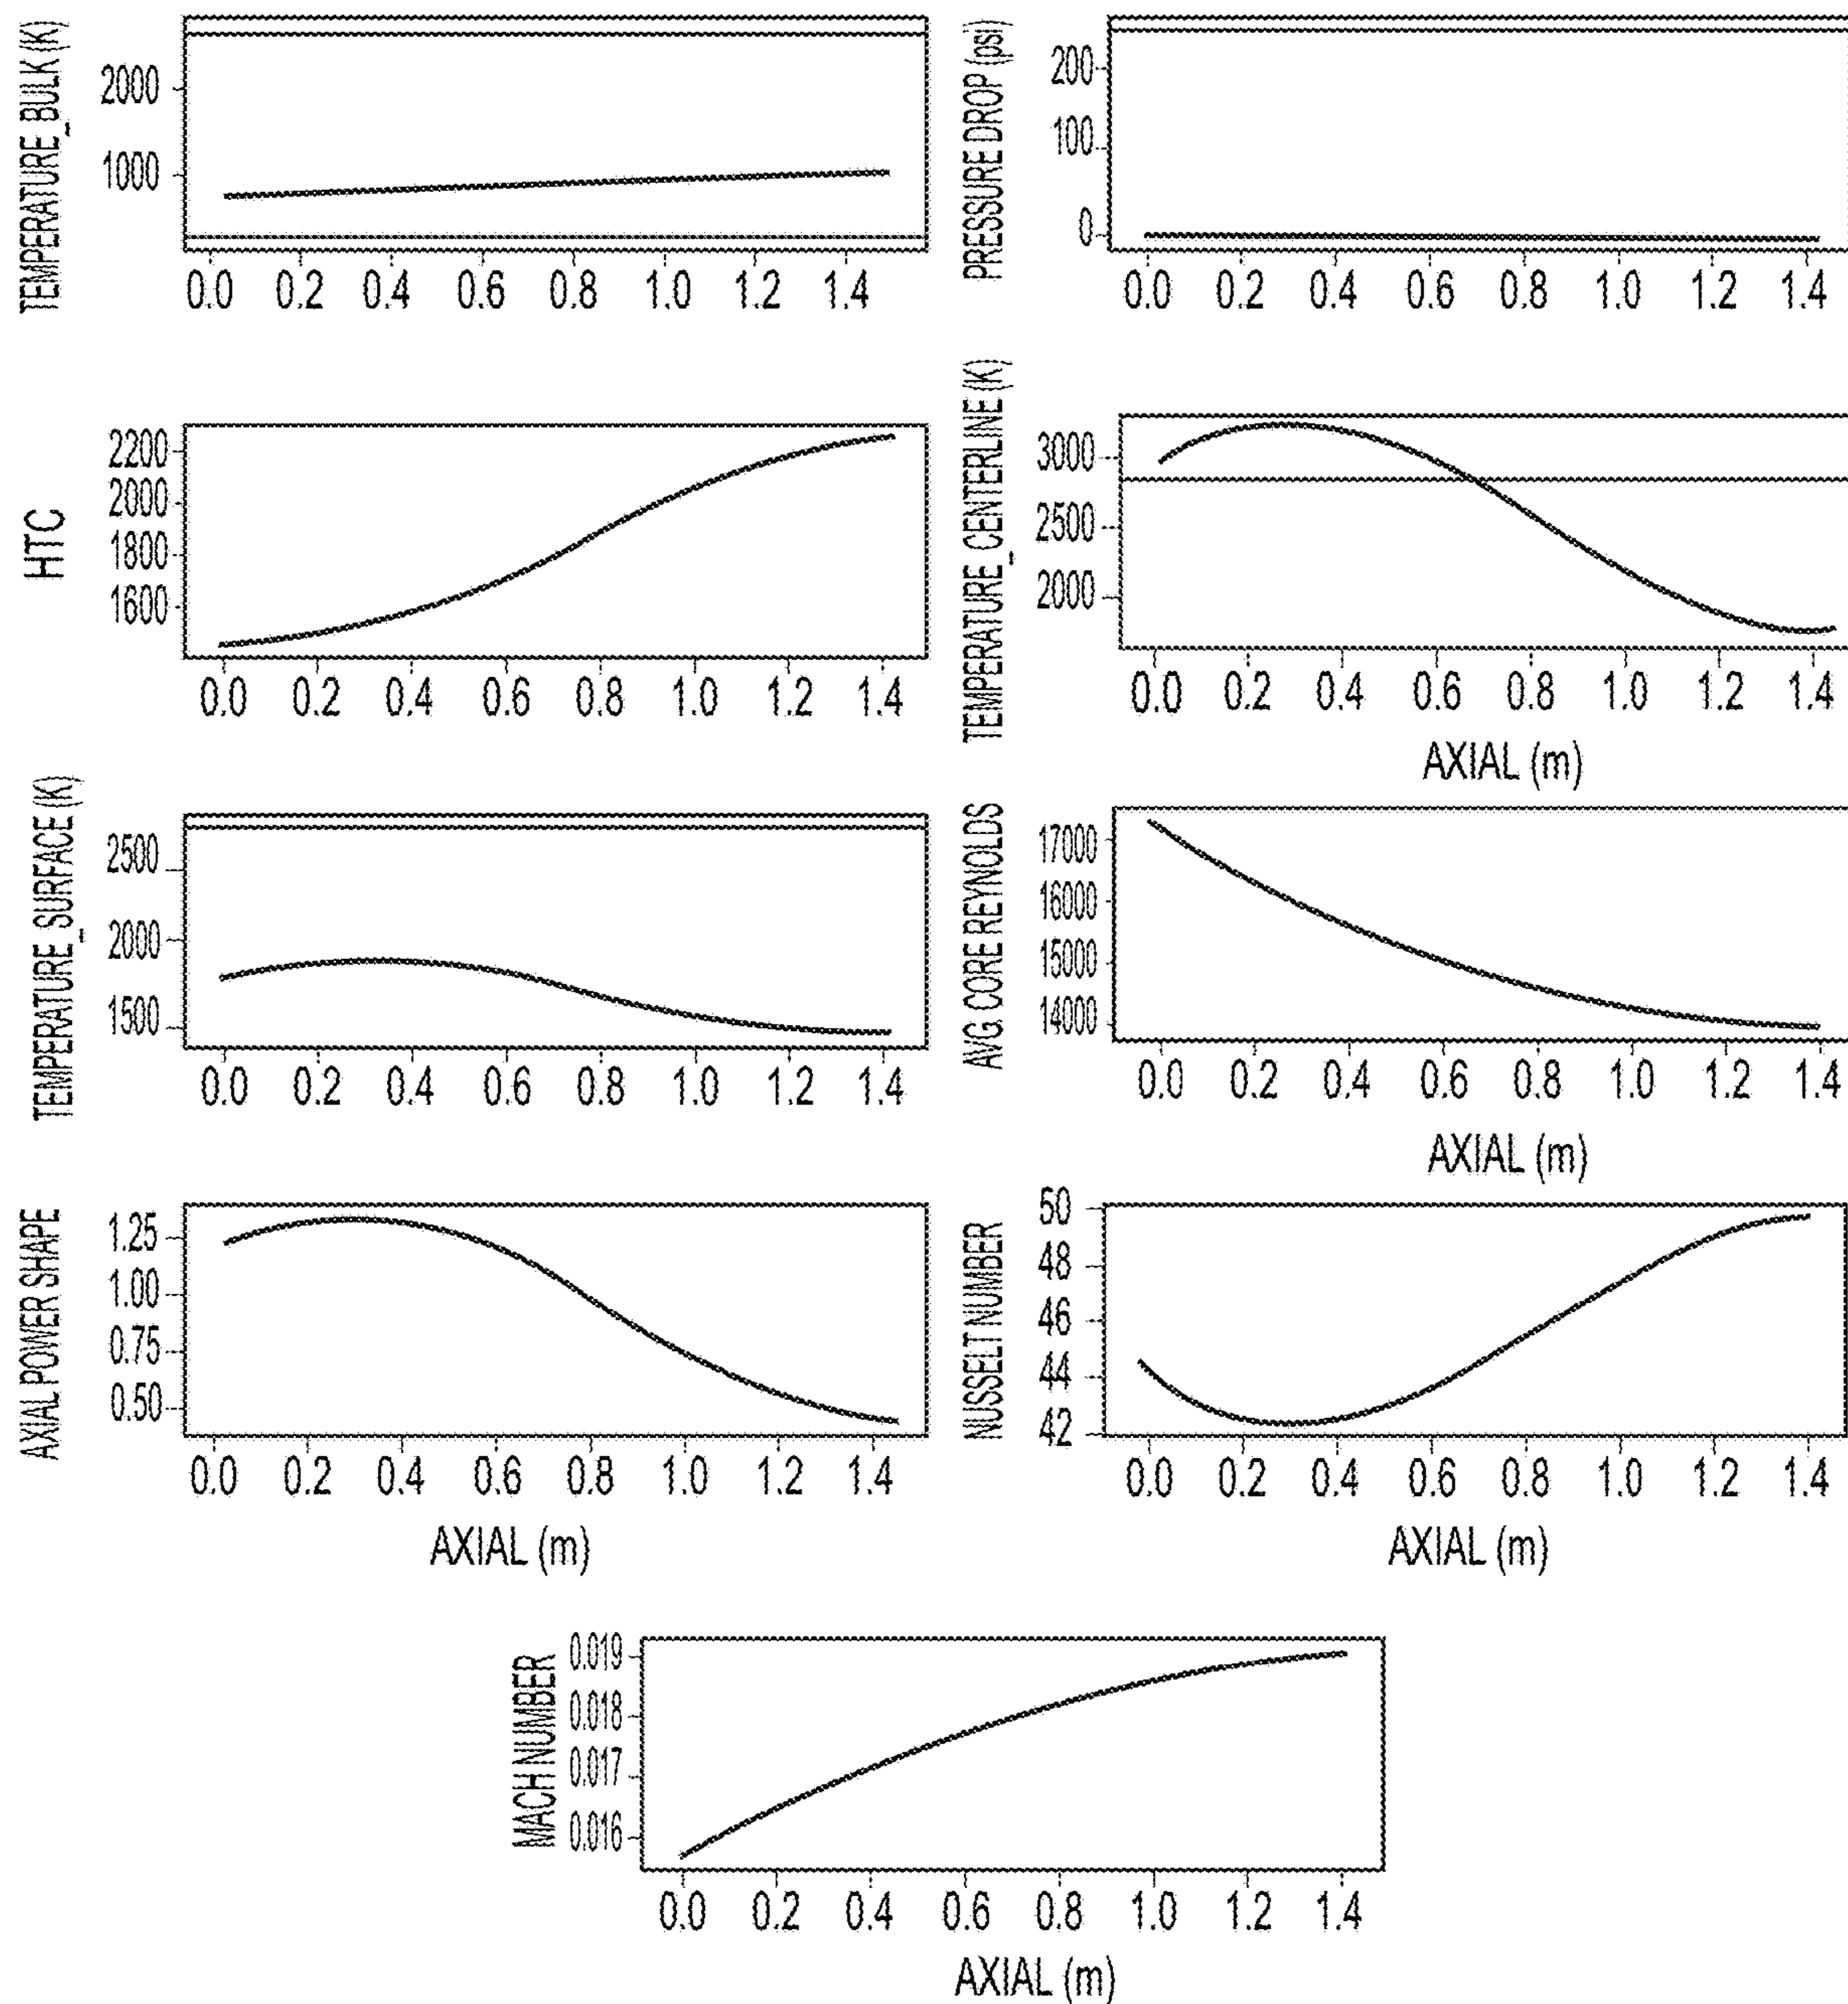 TEMPERATURE_BULK (K)
2000
1000
0.0 0.2 0.4 0.6 0.8 1.0 1.2 1.4
PRESSURE DROP (psi)
200
100
0
0.0 0.2 0.4 0.6 0.8 1.0 1.2 1.4
HTC
2200
2000
1800
1600
0.0 0.2 0.4 0.6 0.8 1.0 1.2 1.4
TEMPERATURE_CENTERLINE (K)
3000
2500
2000
0.0 0.2 0.4 0.6 0.8 1.0 1.2 1.4
AXIAL (m)
TEMPERATURE_SURFACE (K)
2500
2000
1500
0.0 0.2 0.4 0.6 0.8 1.0 1.2 1.4
AVG. CORE REYNOLDS
17000
16000
15000
14000
0.0 0.2 0.4 0.6 0.8 1.0 1.2 1.4
AXIAL (m)
AXIAL POWER SHAPE
1.25
1.00
0.75
0.50
0.0 0.2 0.4 0.6 0.8 1.0 1.2 1.4
AXIAL (m)
NUSSELT NUMBER
50
48
46
44
42
0.0 0.2 0.4 0.6 0.8 1.0 1.2 1.4
AXIAL (m)
MACH NUMBER
0.019
0.018
0.017
0.016
0.0 0.2 0.4 0.6 0.8 1.0 1.2 1.4
AXIAL (m)